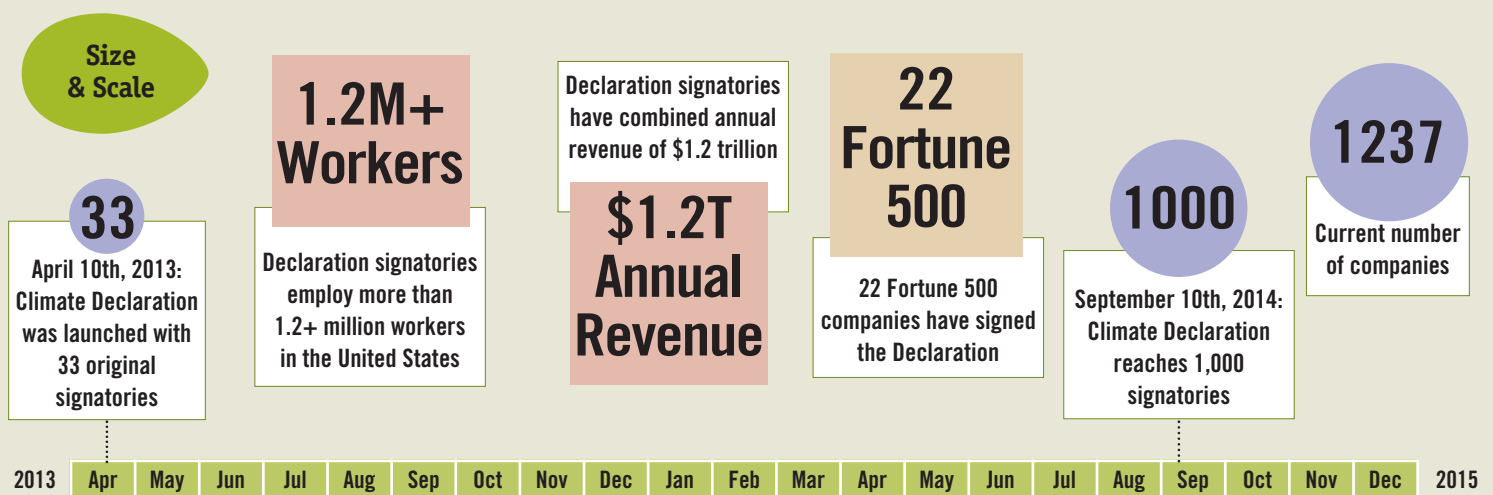 Size
& Scale
33
April 10th, 2013:
Climate Declaration
was launched with
33 original
signatories
1.2M+
Workers
Declaration signatories
employ more than
1.2+ million workers
in the United States
Declaration signatories
have combined annual
revenue of $1.2 trillion
$1.2T
Annual
Revenue
22
Fortune
500
22 Fortune 500
companies have signed
the Declaration
1000
September 10th, 2014:
Climate Declaration
reaches 1,000
signatories
1237
Current number
of companies
2013 Apr May Jun Jul Aug Sep Oct Nov Dec Jan Feb Mar Apr May Jun Jul Aug Sep Oct Nov Dec 2015